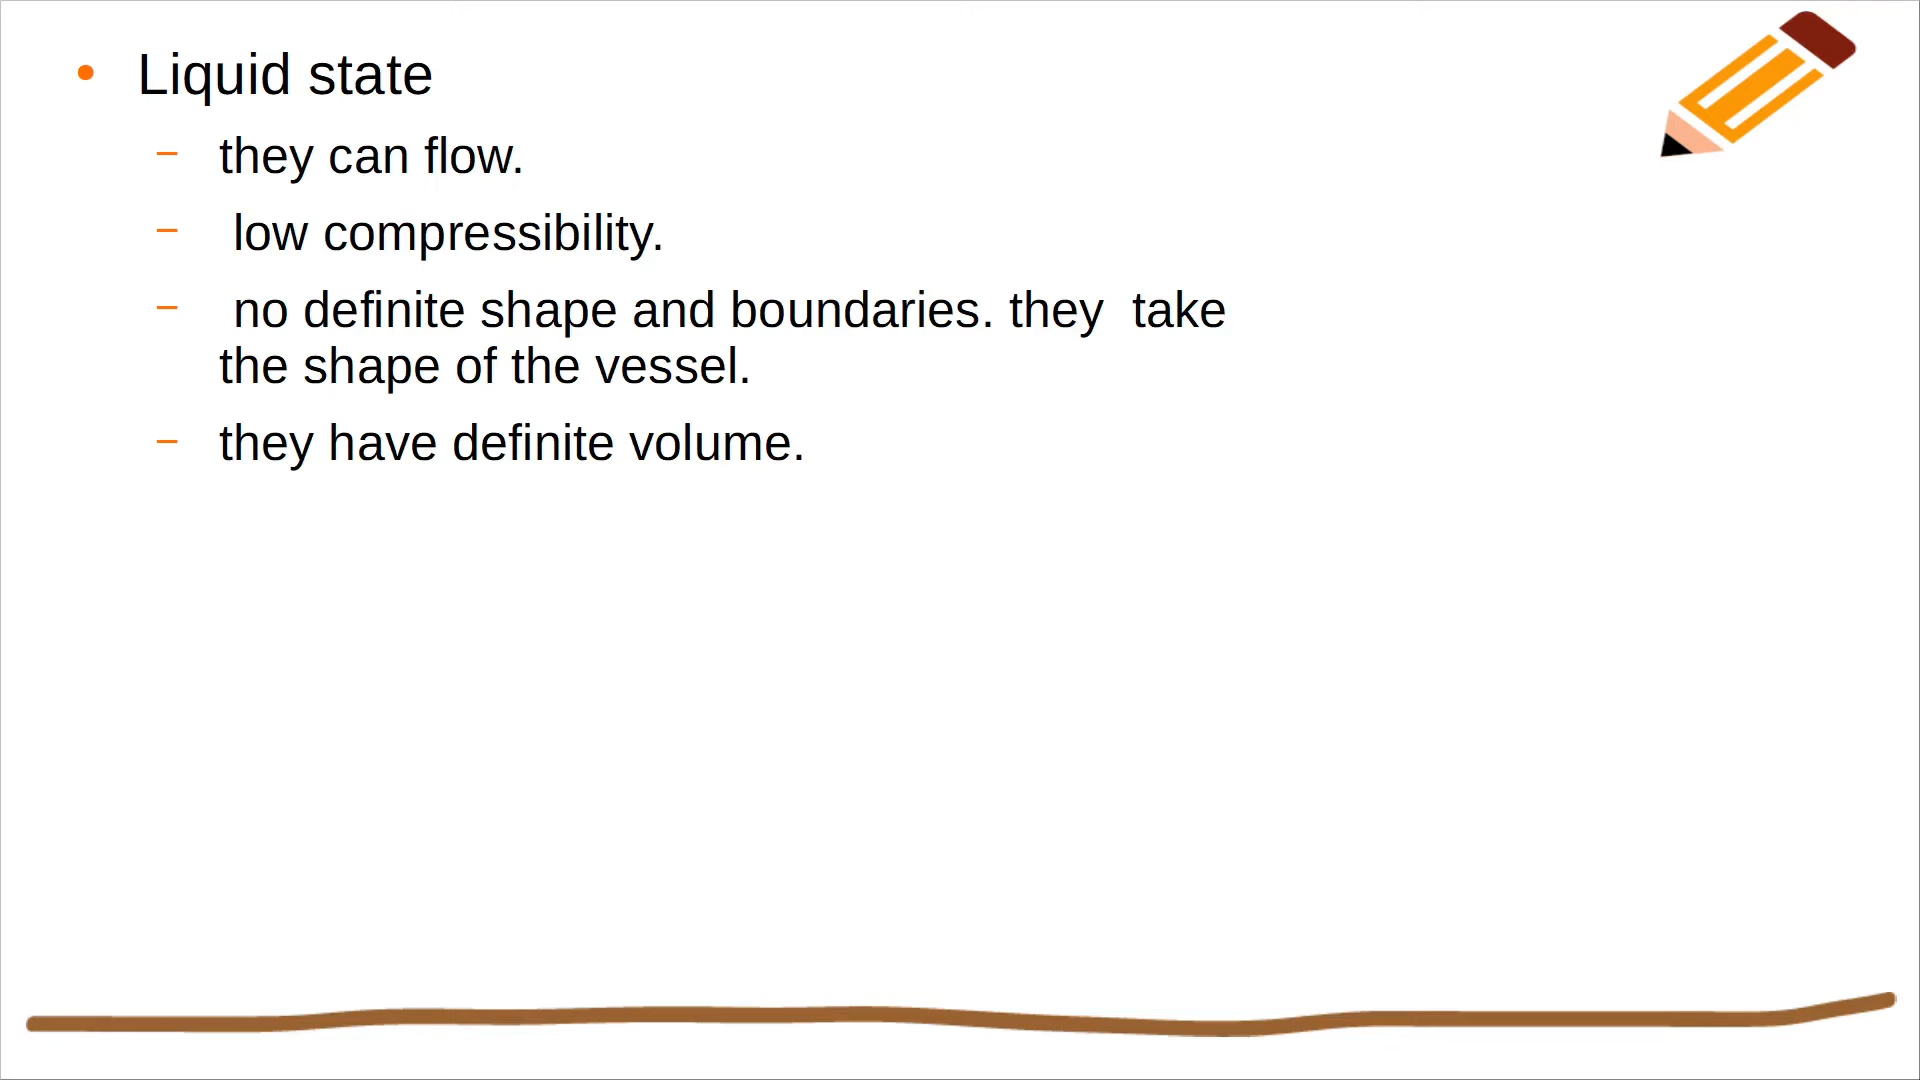 • Liquid state
– they can flow.
– low compressibility.
– no definite shape and boundaries. they  take
the shape of the vessel.
– they have definite volume.